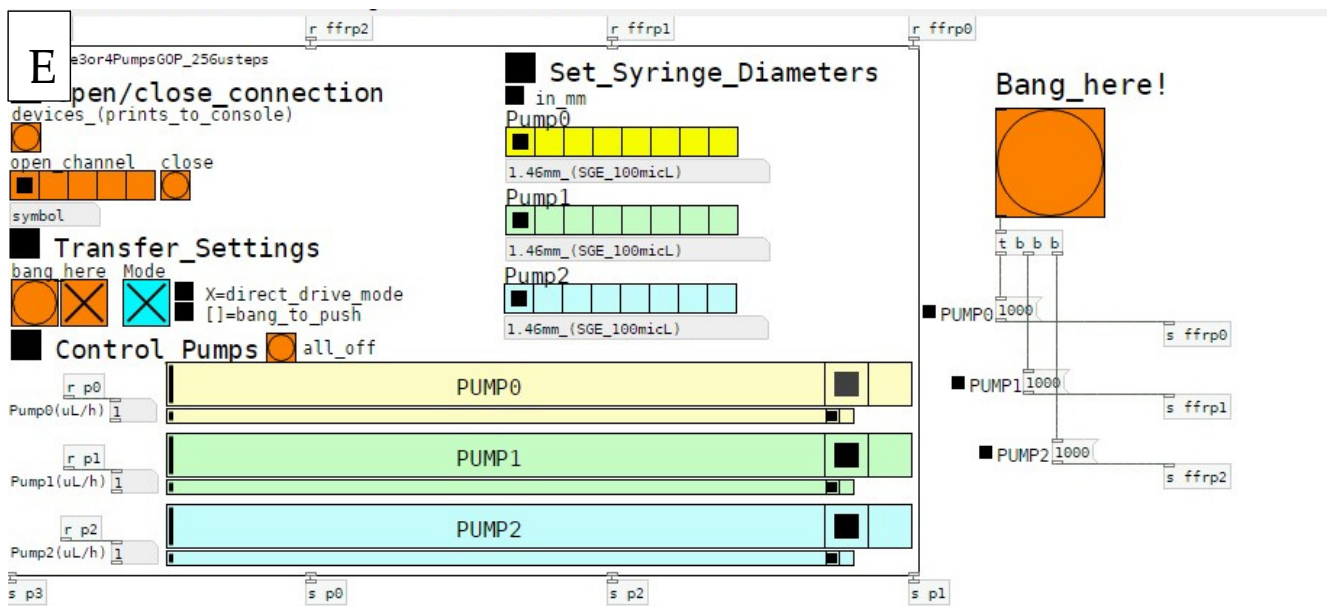 r ffrp2
r ffrp1
r ffrp0
E
e3or4PumpsGOP_256usteps
pen/close_connection
devices_(prints_to_console)
open_channel
close
symbol
Transfer_Settings
bang_here
Mode
X=direct_drive_mode
[]=bang_to_push
Control_Pumps
all_off
Set_Syringe_Diameters
in_mm
Pump0
1.46mm_(SGE_100micL)
Pump1
1.46mm_(SGE_100micL)
Pump2
1.46mm_(SGE_100micL)
r p0
Pump0(uL/h) 1
PUMP0
r p1
Pump1(uL/h) 1
PUMP1
r p2
Pump2(uL/h) 1
PUMP2
s p3
s p0
s p2
s p1
Bang_here!
t b b b
PUMP0 1000
s ffrp0
PUMP1 1000
s ffrp1
PUMP2 1000
s ffrp2